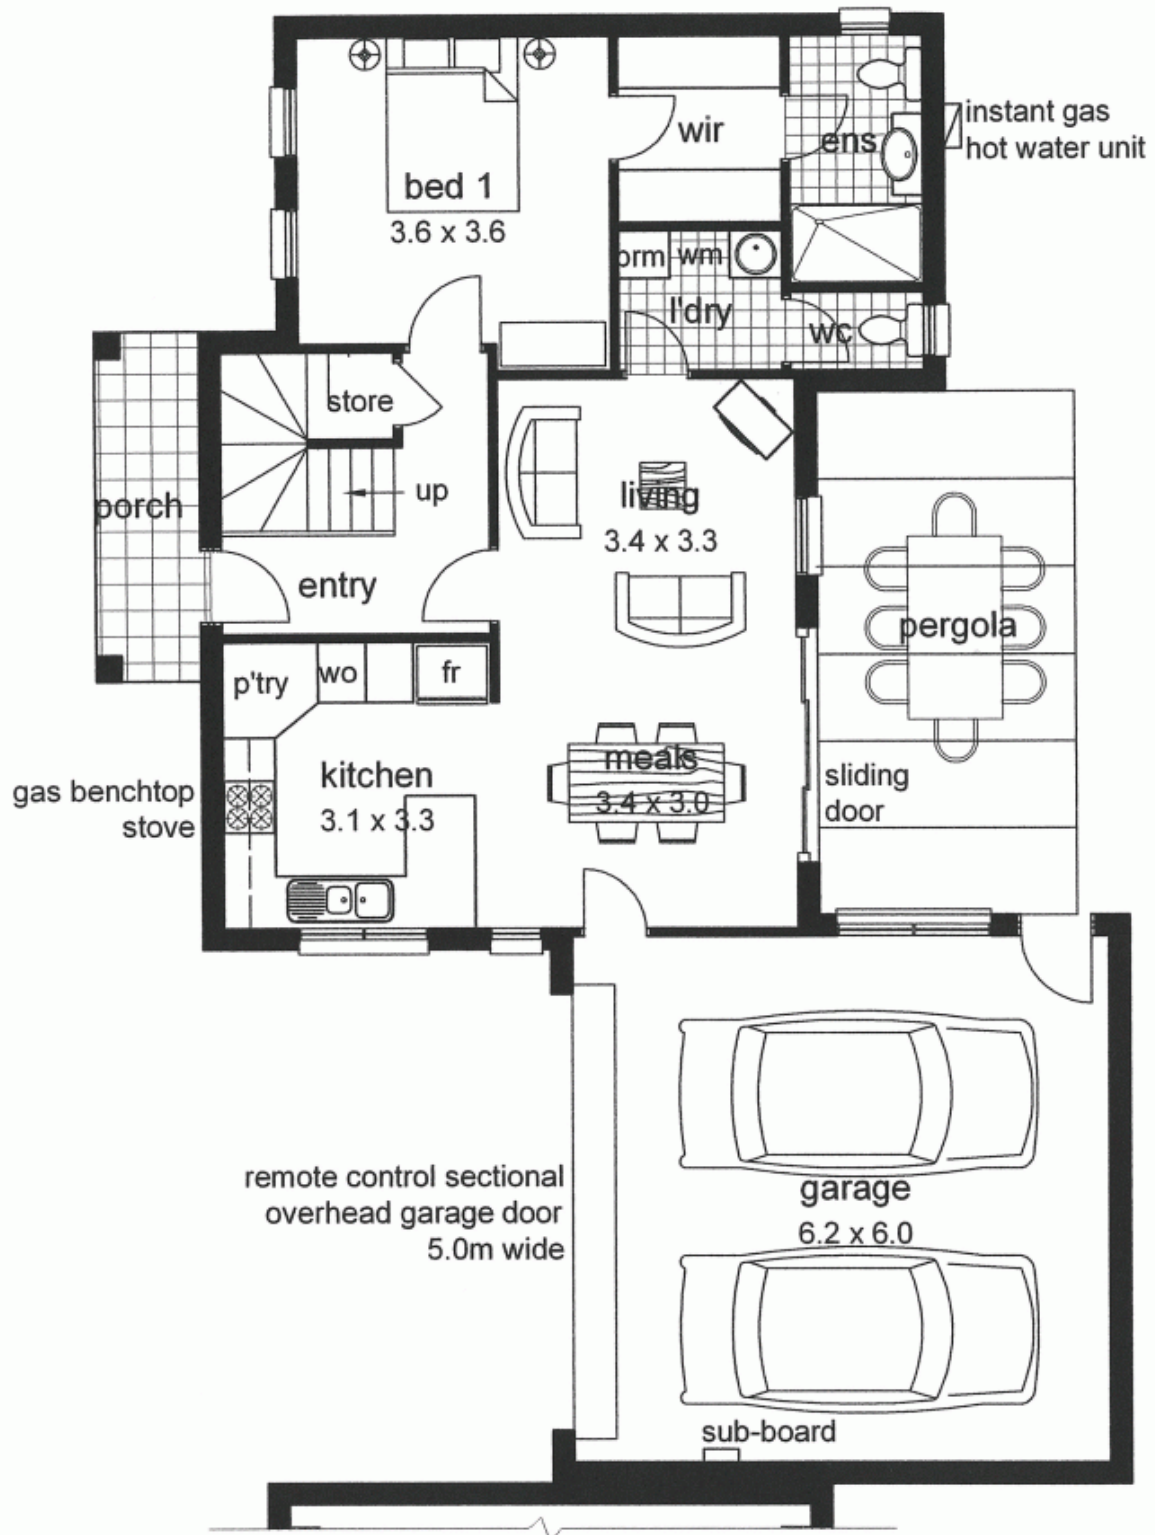 instant gas
hot water unit
wir
ens
bed 1
3.6 x 3.6
brm
wm
l'dry
wc
store
up
porch
living
3.4 x 3.3
entry
pergola
p'try
wo
fr
kitchen
3.1 x 3.3
meals
3.4 x 3.0
sliding
door
gas benchtop
stove
remote control sectional
overhead garage door
5.0m wide
garage
6.2 x 6.0
sub-board